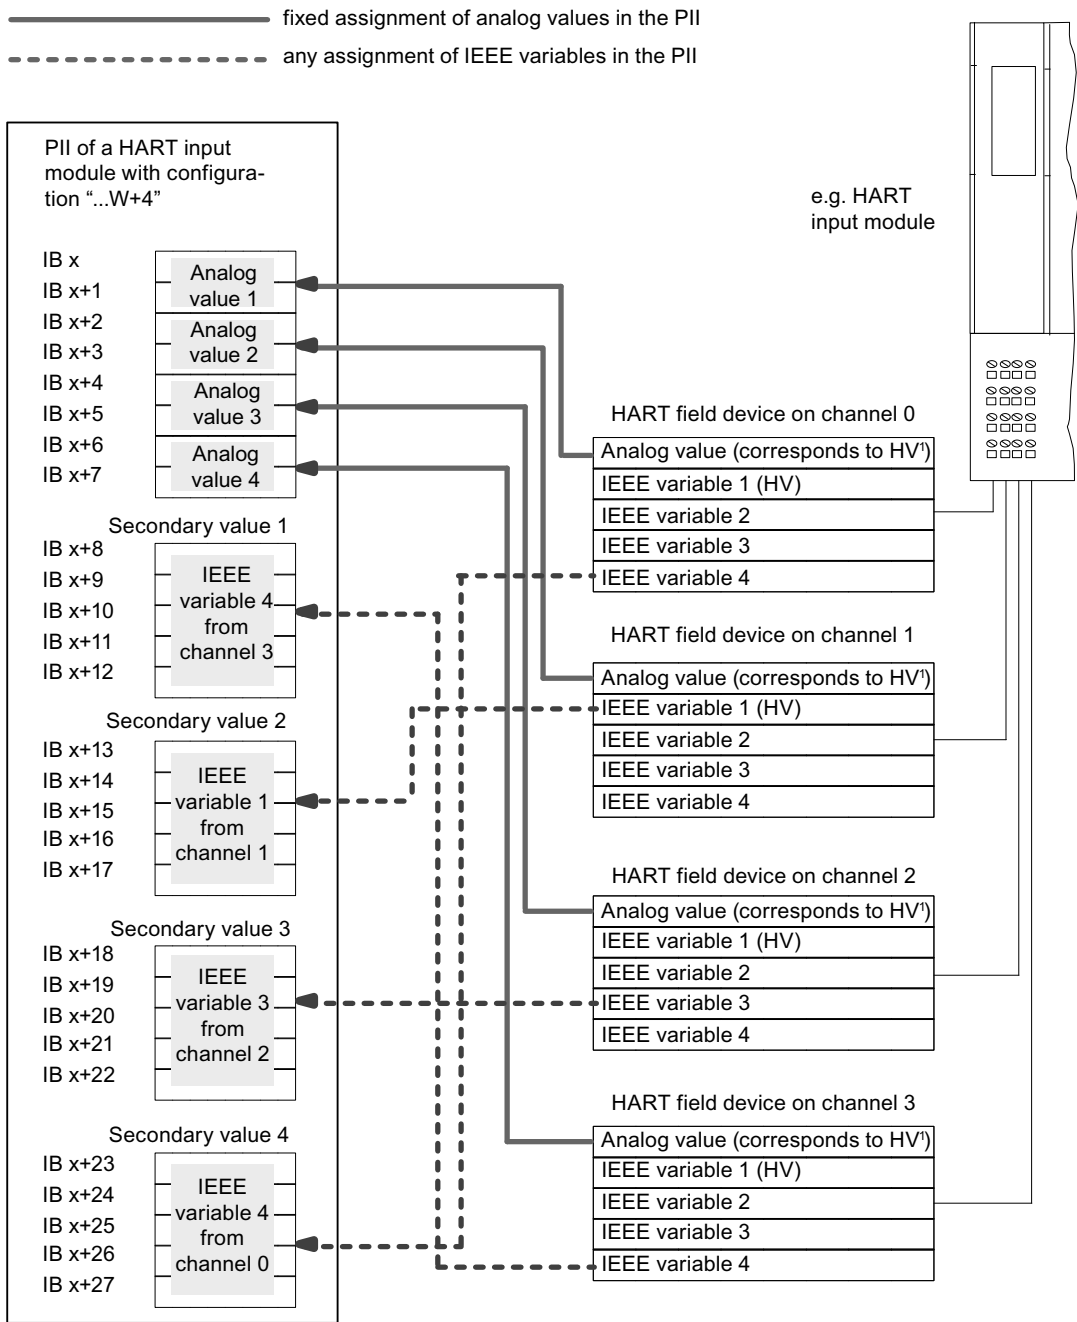 fixed assignment of analog values in the PII
any assignment of IEEE variables in the PII
PII of a HART input
module with configura-
tion “...W+4”
e.g. HART
input module
IB x
IB x+1
IB x+2
IB x+3
IB x+4
IB x+5
IB x+6
IB x+7
Analog
value 1
Analog
value 2
Analog
value 3
Analog
value 4
Secondary value 1
IB x+8
IB x+9
IB x+10
IB x+11
IB x+12
IEEE
variable 4
from
channel 3
Secondary value 2
IB x+13
IB x+14
IB x+15
IB x+16
IB x+17
IEEE
variable 1
from
channel 1
Secondary value 3
IB x+18
IB x+19
IB x+20
IB x+21
IB x+22
IEEE
variable 3
from
channel 2
Secondary value 4
IB x+23
IB x+24
IB x+25
IB x+26
IB x+27
IEEE
variable 4
from
channel 0
HART field device on channel 0
Analog value (corresponds to HV¹)
IEEE variable 1 (HV)
IEEE variable 2
IEEE variable 3
IEEE variable 4
HART field device on channel 1
Analog value (corresponds to HV¹)
IEEE variable 1 (HV)
IEEE variable 2
IEEE variable 3
IEEE variable 4
HART field device on channel 2
Analog value (corresponds to HV¹)
IEEE variable 1 (HV)
IEEE variable 2
IEEE variable 3
IEEE variable 4
HART field device on channel 3
Analog value (corresponds to HV¹)
IEEE variable 1 (HV)
IEEE variable 2
IEEE variable 3
IEEE variable 4